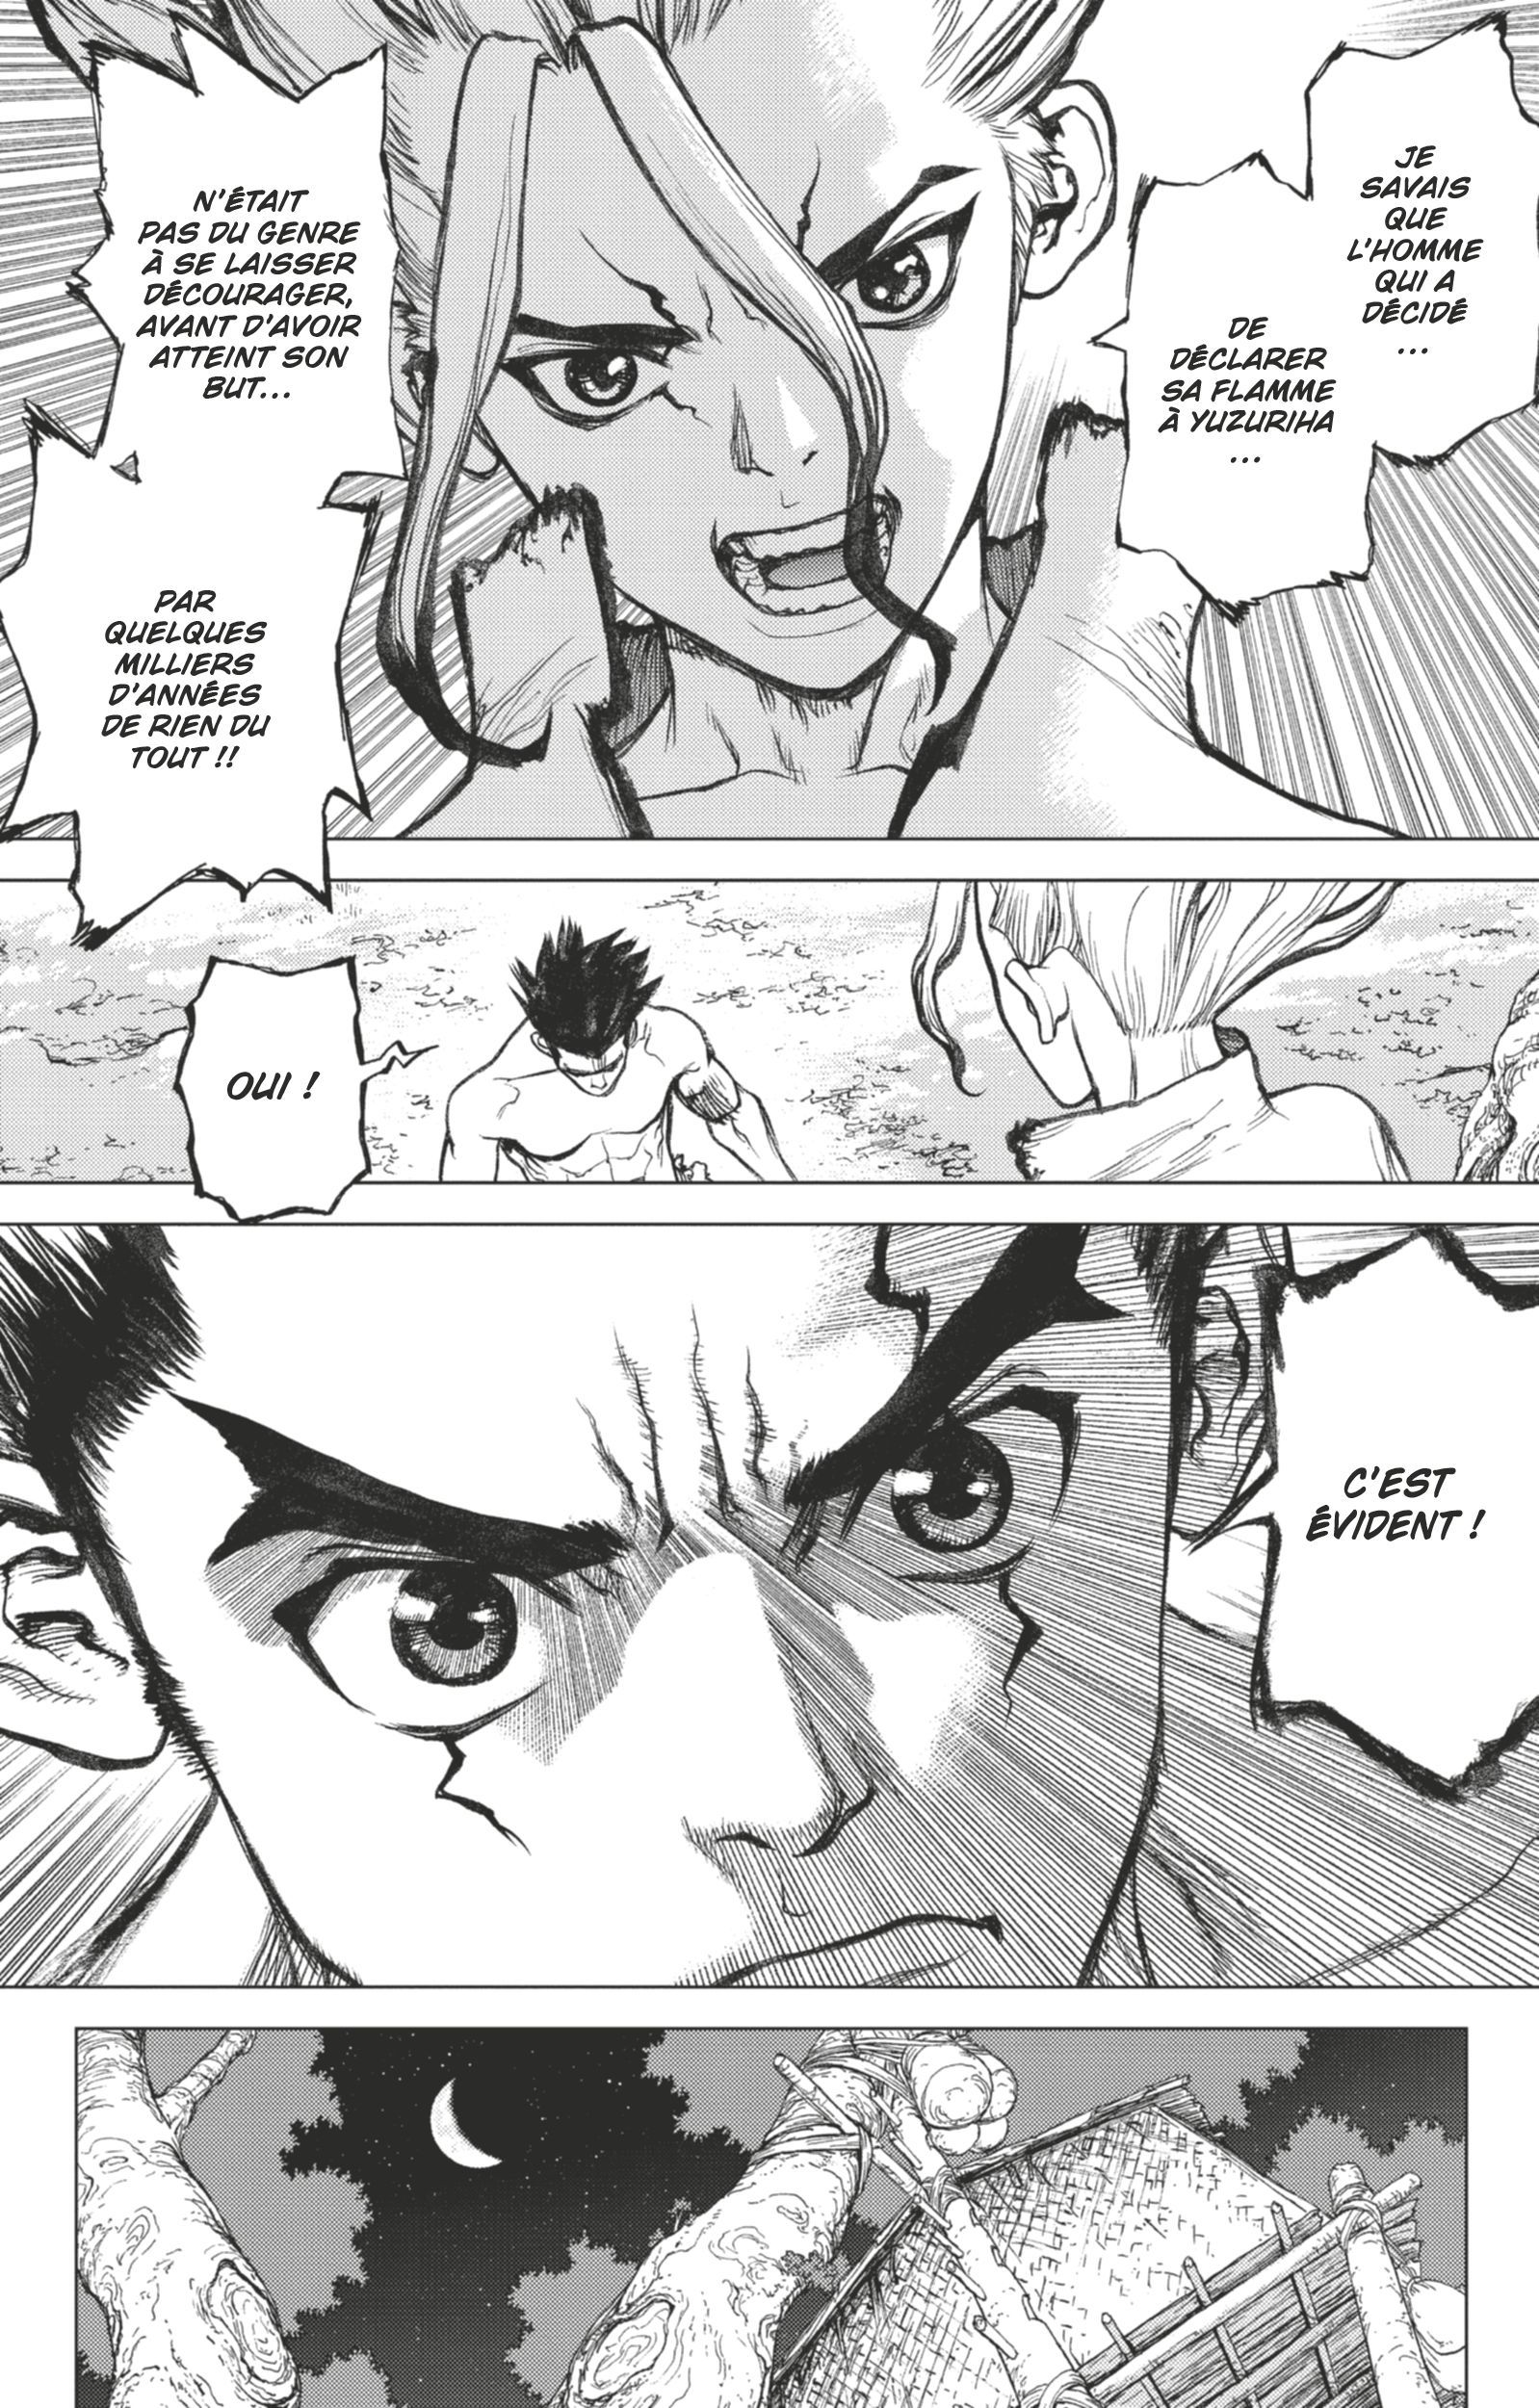 JE
SAVAIS
QUE
L'HOMME
QUI A
DÉCIDÉ
...
DE
DÉCLARER
SA FLAMME
À YUZURIHA
...
N'ÉTAIT
PAS DU GENRE
À SE LAISSER
DÉCOURAGER,
AVANT D'AVOIR
ATTEINT SON
BUT...
PAR
QUELQUES
MILLIERS
D'ANNÉES
DE RIEN DU
TOUT !!
OUI !
C'EST
ÉVIDENT !